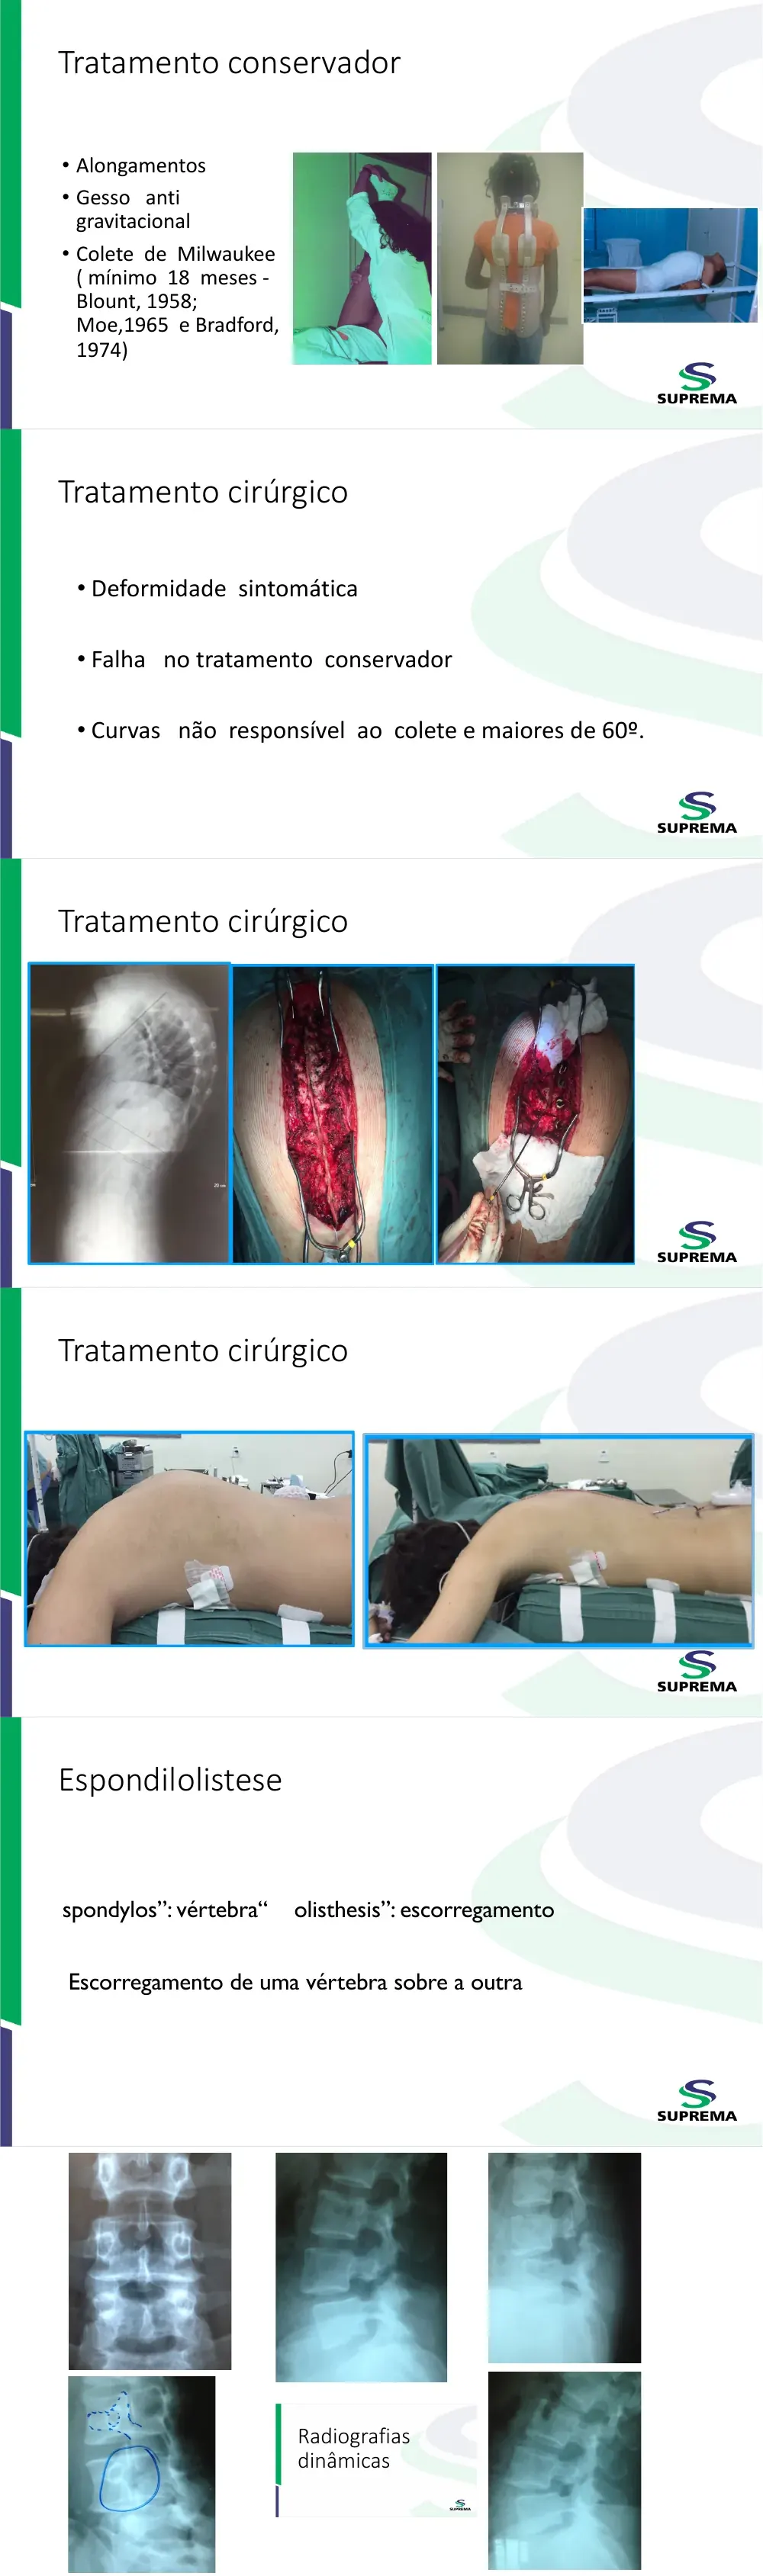 Tratamento conservador
• Alongamentos
• Gesso anti
gravitacional
• Colete de Milwaukee
( mínimo 18 meses -
Blount, 1958;
Moe,1965 e Bradford,
1974)
SUPREMA
Tratamento cirúrgico
• Deformidade sintomática
• Falha no tratamento conservador
• Curvas não responsível ao colete e maiores de 60º.
SUPREMA
Tratamento cirúrgico
SUPREMA
Tratamento cirúrgico
SUPREMA
Espondilolistese
spondylos”: vértebra“ olisthesis”: escorregamento
Escorregamento de uma vértebra sobre a outra
SUPREMA
Radiografias
dinâmicas
SUPREMA